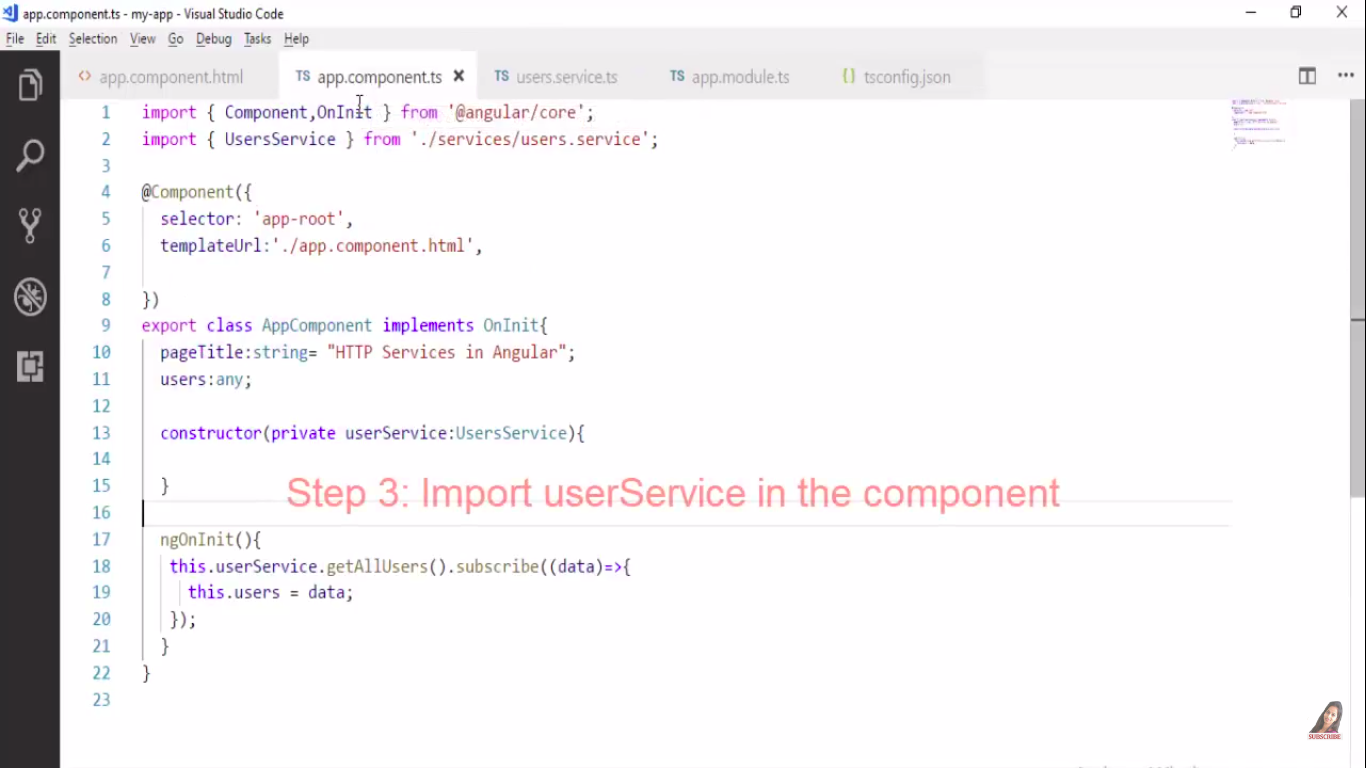 app.component.ts - my-app - Visual Studio Code
File Edit Selection View Go Debug Tasks Help
<> app.component.html TS app.component.ts × TS users.service.ts TS app.module.ts {} tsconfig.json
1 import { Component,OnInit } from '@angular/core';
2 import { UsersService } from './services/users.service';
3
4 @Component({
5 selector: 'app-root',
6 templateUrl:'./app.component.html',
7
8 })
9 export class AppComponent implements OnInit{
10 pageTitle:string= "HTTP Services in Angular";
11 users:any;
12
13 constructor(private userService:UsersService){
14
15 }
Step 3: Import userService in the component
16
17 ngOnInit(){
18 this.userService.getAllUsers().subscribe((data)=>{
19 this.users = data;
20 });
21 }
22 }
23
SUBSCRIBE